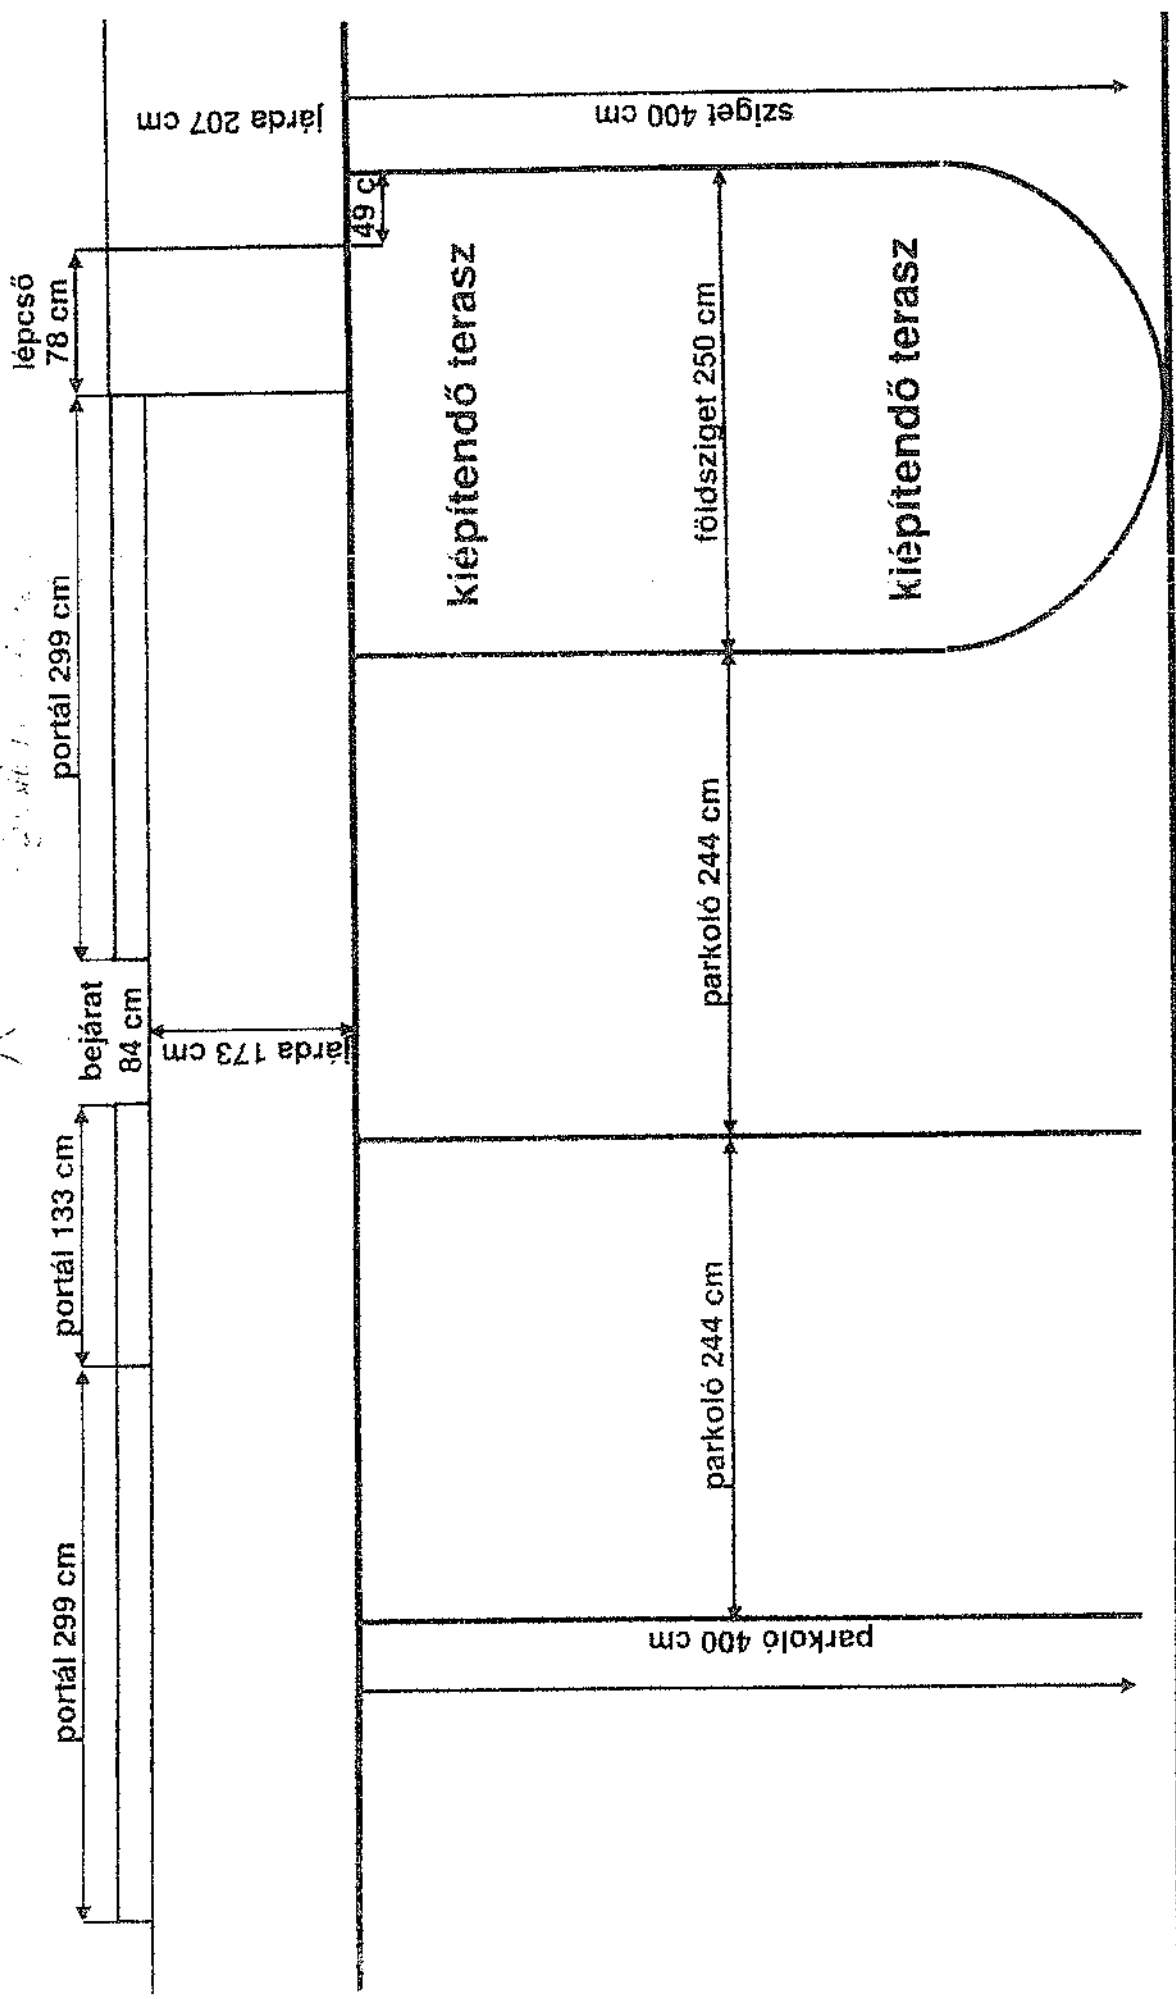 lépcső
78 cm
portál 299 cm
bejárat
84 cm
portál 133 cm
portál 299 cm
járda 207 cm
járda 173 cm
49 c
sziget 400 cm
kiépítendő terasz
földsziget 250 cm
kiépítendő terasz
parkoló 244 cm
parkoló 244 cm
parkoló 400 cm